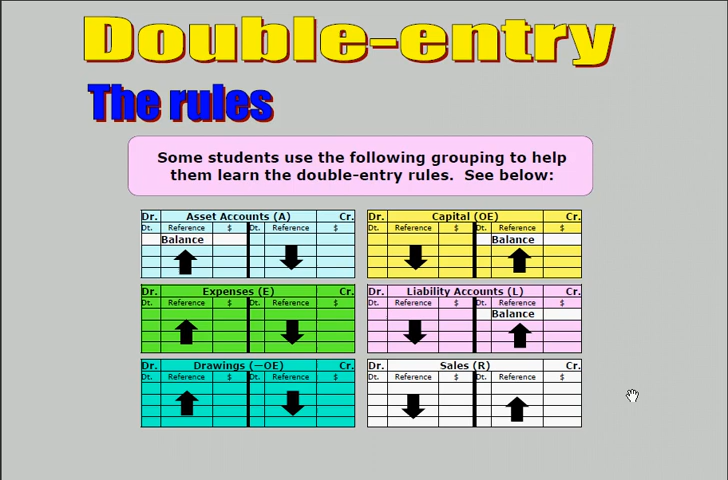 Double-entry
The rules
Some students use the following grouping to help
them learn the double-entry rules.  See below:
Dr. Asset Accounts (A) Cr.
Dt. Reference $ Dt. Reference $
Balance
Dr. Capital (OE) Cr.
Dt. Reference $ Dt. Reference $
Balance
Dr. Expenses (E) Cr.
Dt. Reference $ Dt. Reference $
Dr. Liability Accounts (L) Cr.
Dt. Reference $ Dt. Reference $
Balance
Dr. Drawings (—OE) Cr.
Dt. Reference $ Dt. Reference $
Dr. Sales (R) Cr.
Dt. Reference $ Dt. Reference $